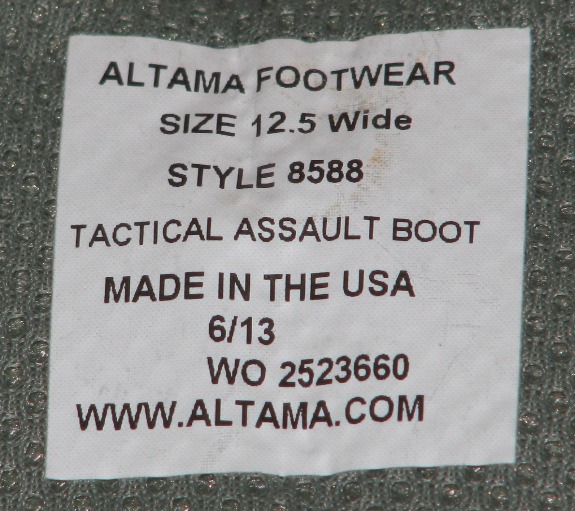 ALTAMA FOOTWEAR
SIZE 12.5 Wide
STYLE 8588
TACTICAL ASSAULT BOOT
MADE IN THE USA
6/13
WO 2523660
WWW.ALTAMA.COM